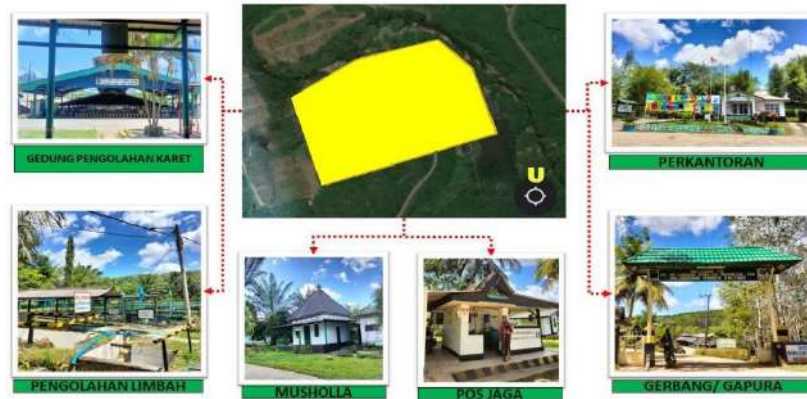 GEDUNG PENGOLAHAN KARET
U
PERKANTORAN
PENGOLAHAN LIMBAH
MUSHOLLA
POS JAGA
GERBANG/ GAPURA